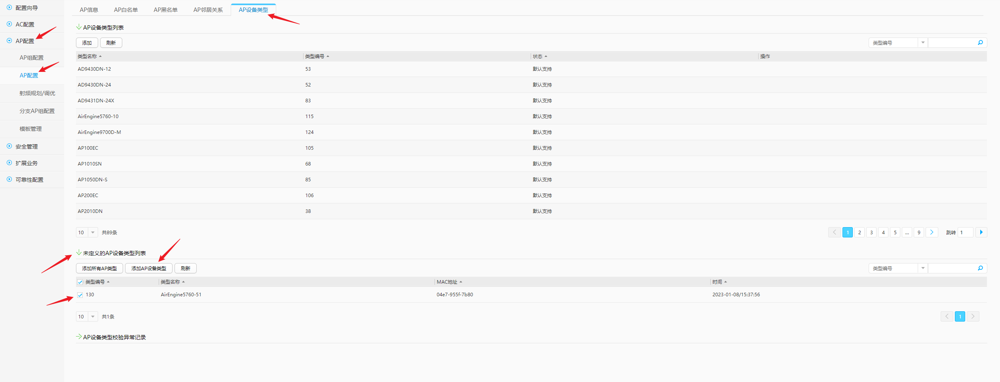 配置向导
AC配置
AP配置
AP组配置
AP配置
射频规划/调优
分支AP组配置
模板管理
安全管理
扩展业务
可靠性配置
AP信息 AP白名单 AP黑名单 AP邻居关系 AP设备类型
AP设备类型列表
添加 刷新 类型编号
类型名称 类型编号 状态 操作
AD9430DN-12 53 默认支持
AD9430DN-24 52 默认支持
AD9431DN-24X 83 默认支持
AirEngine5760-10 115 默认支持
AirEngine9700D-M 124 默认支持
AP100EC 105 默认支持
AP1010SN 68 默认支持
AP1050DN-S 85 默认支持
AP200EC 106 默认支持
AP2010DN 38 默认支持
10 共89条 1 2 3 4 5 ... 9 跳转 1
未定义的AP设备类型列表
添加所有AP类型 添加AP设备类型 刷新 类型编号
类型编号 类型名称 MAC地址 时间
130 AirEngine5760-51 04e7-955f-7b80 2023-01-08/15:37:56
10 共1条 1
AP设备类型校验异常记录